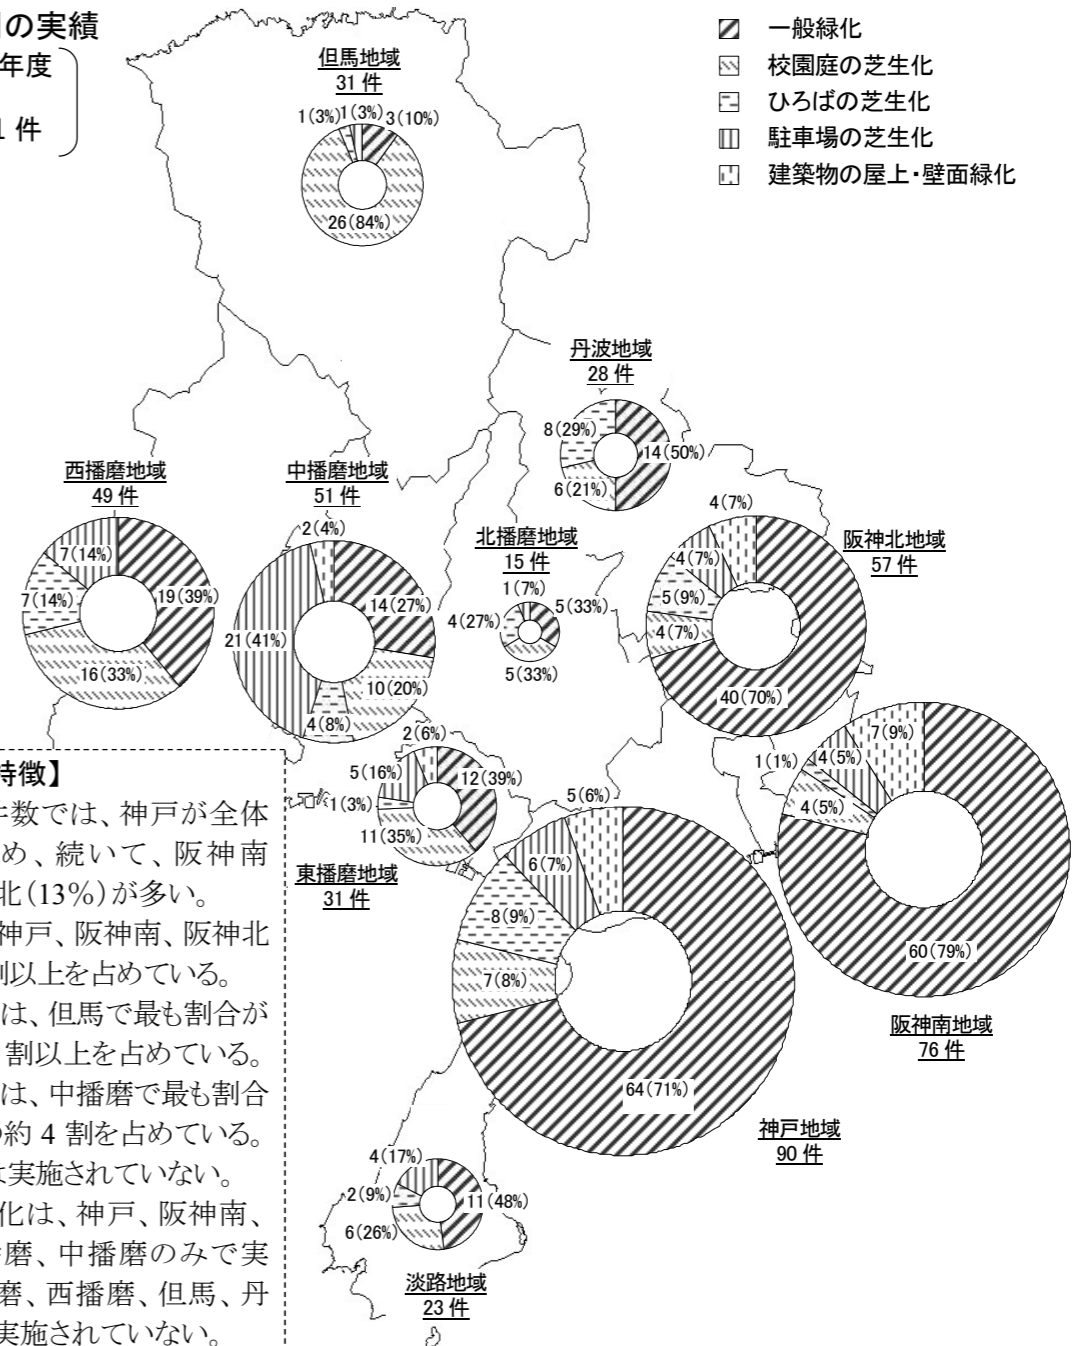 の実績
年度
件
一般緑化
校園庭の芝生化
ひろばの芝生化
駐車場の芝生化
建築物の屋上・壁面緑化
但馬地域
31 件
1(3%)
1(3%)
3(10%)
26(84%)
丹波地域
28 件
8(29%)
14(50%)
6(21%)
西播磨地域
49 件
7(14%)
19(39%)
7(14%)
16(33%)
中播磨地域
51 件
2(4%)
14(27%)
21(41%)
10(20%)
4(8%)
北播磨地域
15 件
1(7%)
5(33%)
4(27%)
5(33%)
阪神北地域
57 件
4(7%)
4(7%)
5(9%)
4(7%)
40(70%)
2(6%)
5(16%)
12(39%)
1(3%)
11(35%)
東播磨地域
31 件
7(9%)
4(5%)
1(1%)
4(5%)
60(79%)
阪神南地域
76 件
5(6%)
6(7%)
8(9%)
7(8%)
64(71%)
神戸地域
90 件
4(17%)
11(48%)
2(9%)
6(26%)
淡路地域
23 件
特徴】
件数では、神戸が全体
め、続いて、阪神南
北(13%)が多い。
神戸、阪神南、阪神北
割以上を占めている。
は、但馬で最も割合が
割以上を占めている。
は、中播磨で最も割合
約 4 割を占めている。
は実施されていない。
化は、神戸、阪神南、
磨、中播磨のみで実
磨、西播磨、但馬、丹
実施されていない。